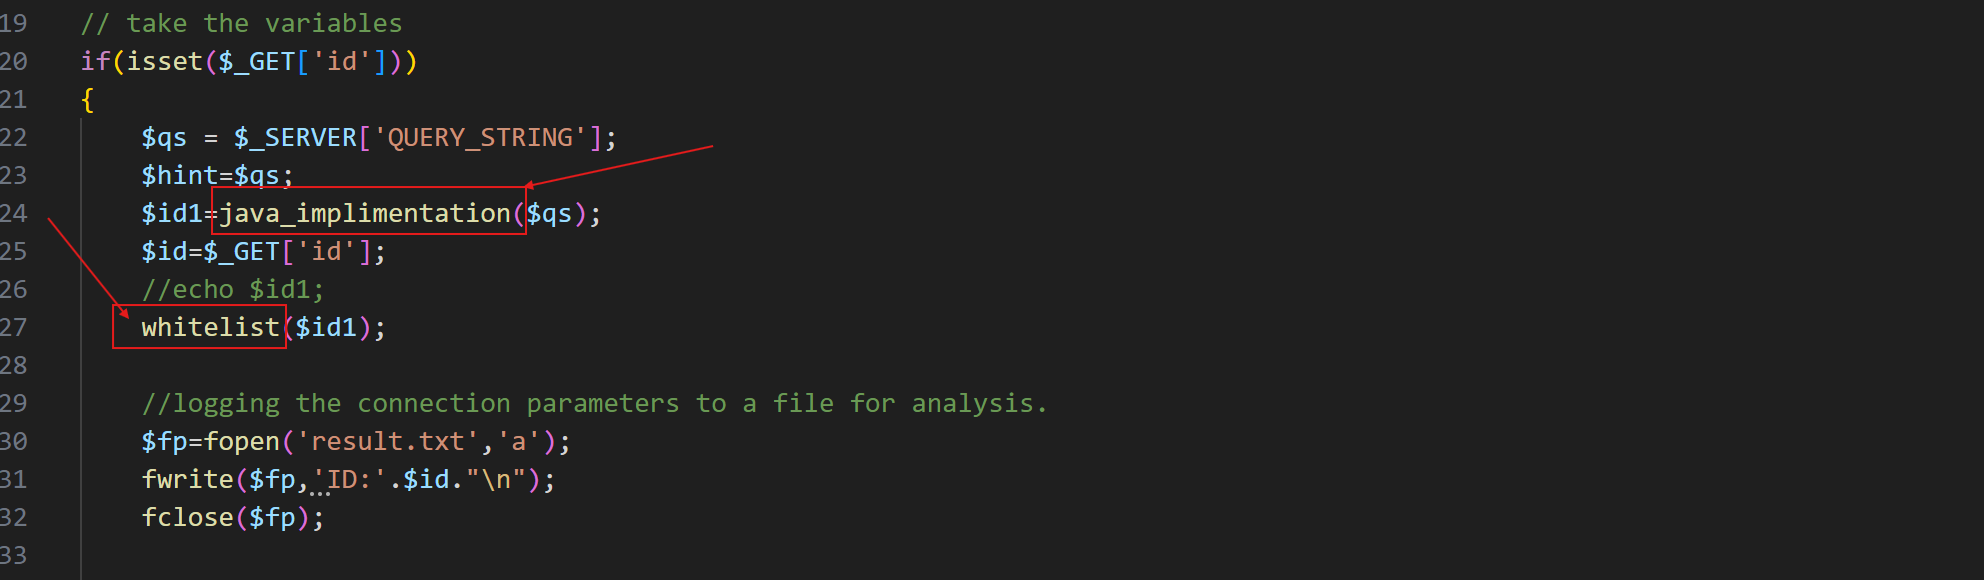 19 // take the variables
20 if(isset($_GET['id']))
21 {
22 $qs = $_SERVER['QUERY_STRING'];
23 $hint=$qs;
24 $id1=java_implimentation($qs);
25 $id=$_GET['id'];
26 //echo $id1;
27 whitelist($id1);
28
29 //logging the connection parameters to a file for analysis.
30 $fp=fopen('result.txt','a');
31 fwrite($fp,'ID:'.$id."\n");
32 fclose($fp);
33